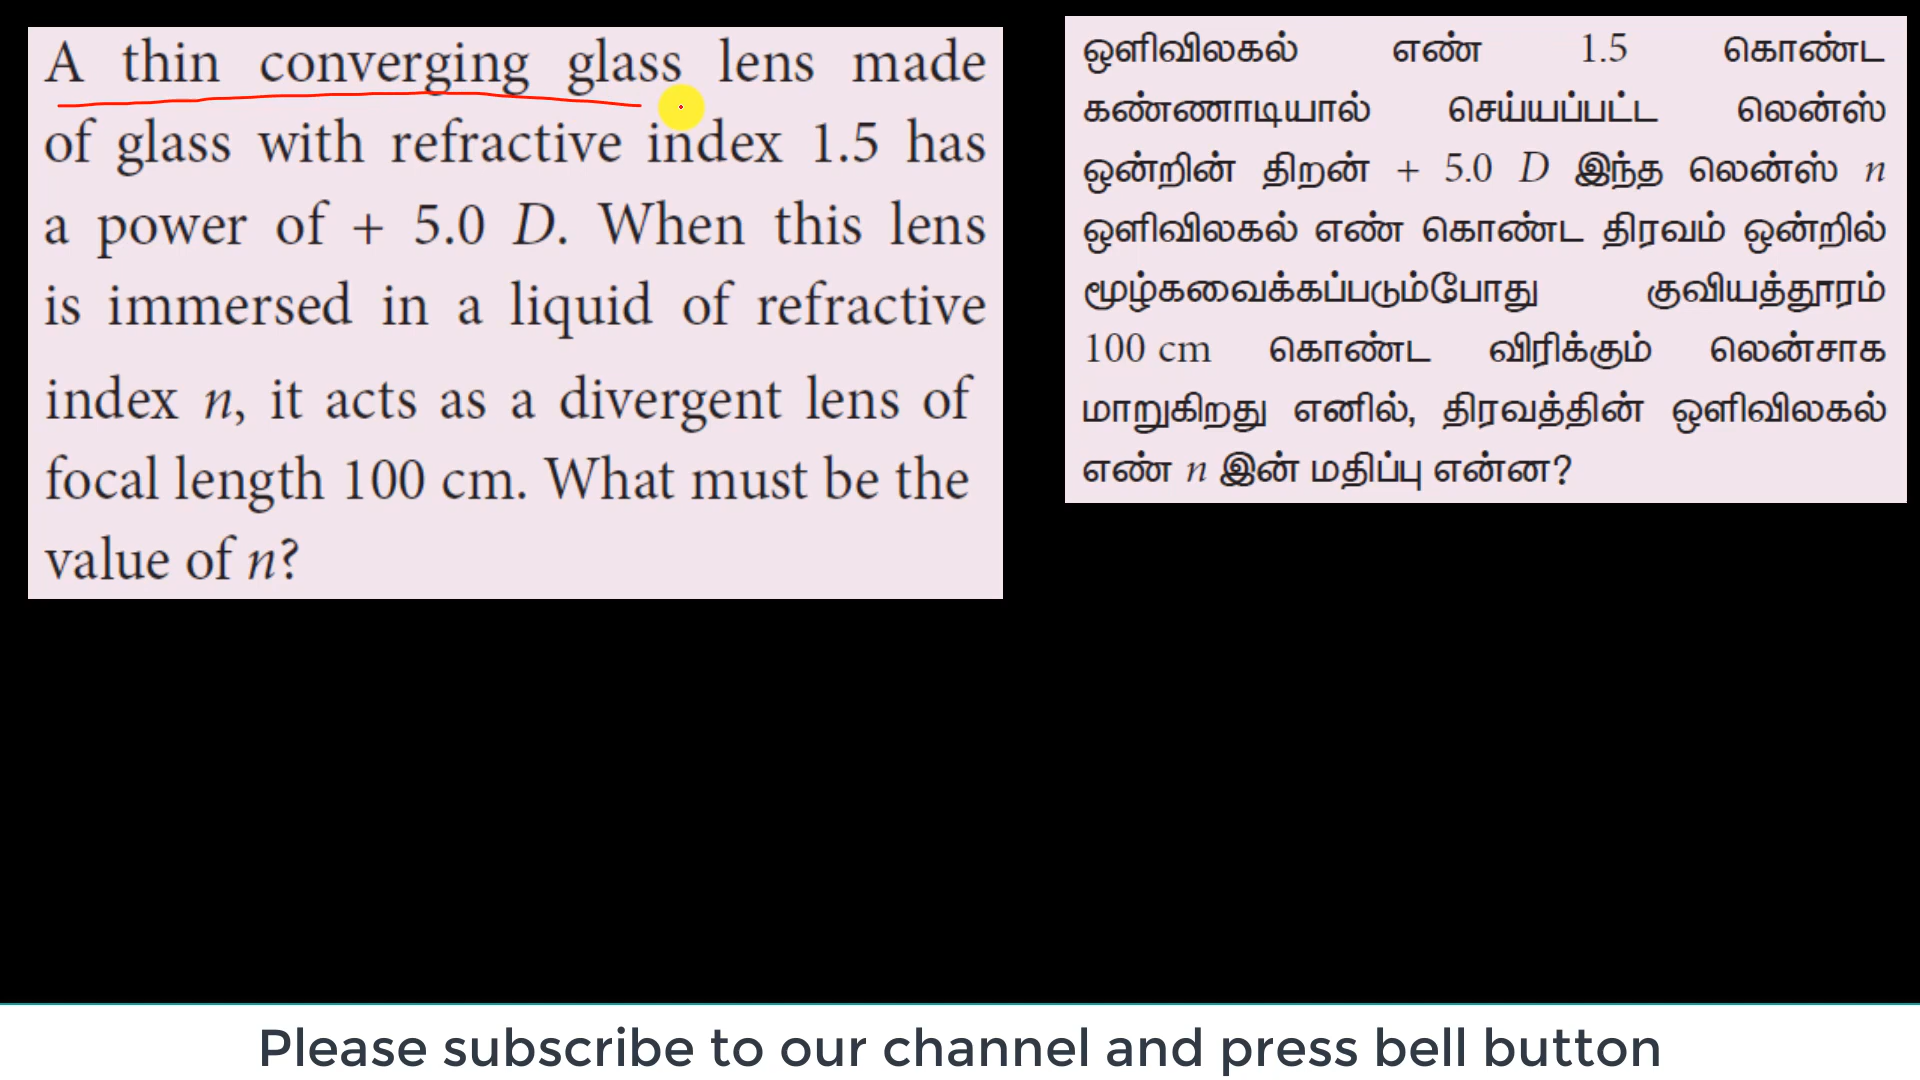 A thin converging glass lens made
of glass with refractive index 1.5 has
a power of + 5.0 D. When this lens
is immersed in a liquid of refractive
index n, it acts as a divergent lens of
focal length 100 cm. What must be the
value of n?
ஒளிவிலகல் எண் 1.5 கொண்ட
கண்ணாடியால் செய்யப்பட்ட லென்ஸ்
ஒன்றின் திறன் + 5.0 D இந்த லென்ஸ் n
ஒளிவிலகல் எண் கொண்ட திரவம் ஒன்றில்
மூழ்கவைக்கப்படும்போது குவியத்தூரம்
100 cm கொண்ட விரிக்கும் லென்சாக
மாறுகிறது எனில், திரவத்தின் ஒளிவிலகல்
எண் n இன் மதிப்பு என்ன?
Please subscribe to our channel and press bell button